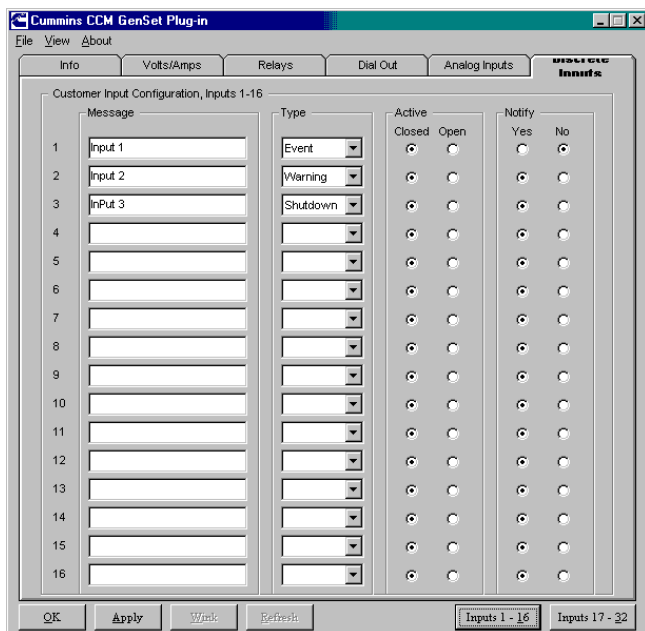 Cummins CCM GenSet Plug-in
File View About
Info Volts/Amps Relays Dial Out Analog Inputs Discrete
Inputs
Customer Input Configuration, Inputs 1-16
Message Type Active Notify
Closed Open Yes No
1 Input 1 Event
2 Input 2 Warning
3 InPut 3 Shutdown
4
5
6
7
8
9
10
11
12
13
14
15
16
OK Apply Wink Refresh Inputs 1 - 16 Inputs 17 - 32